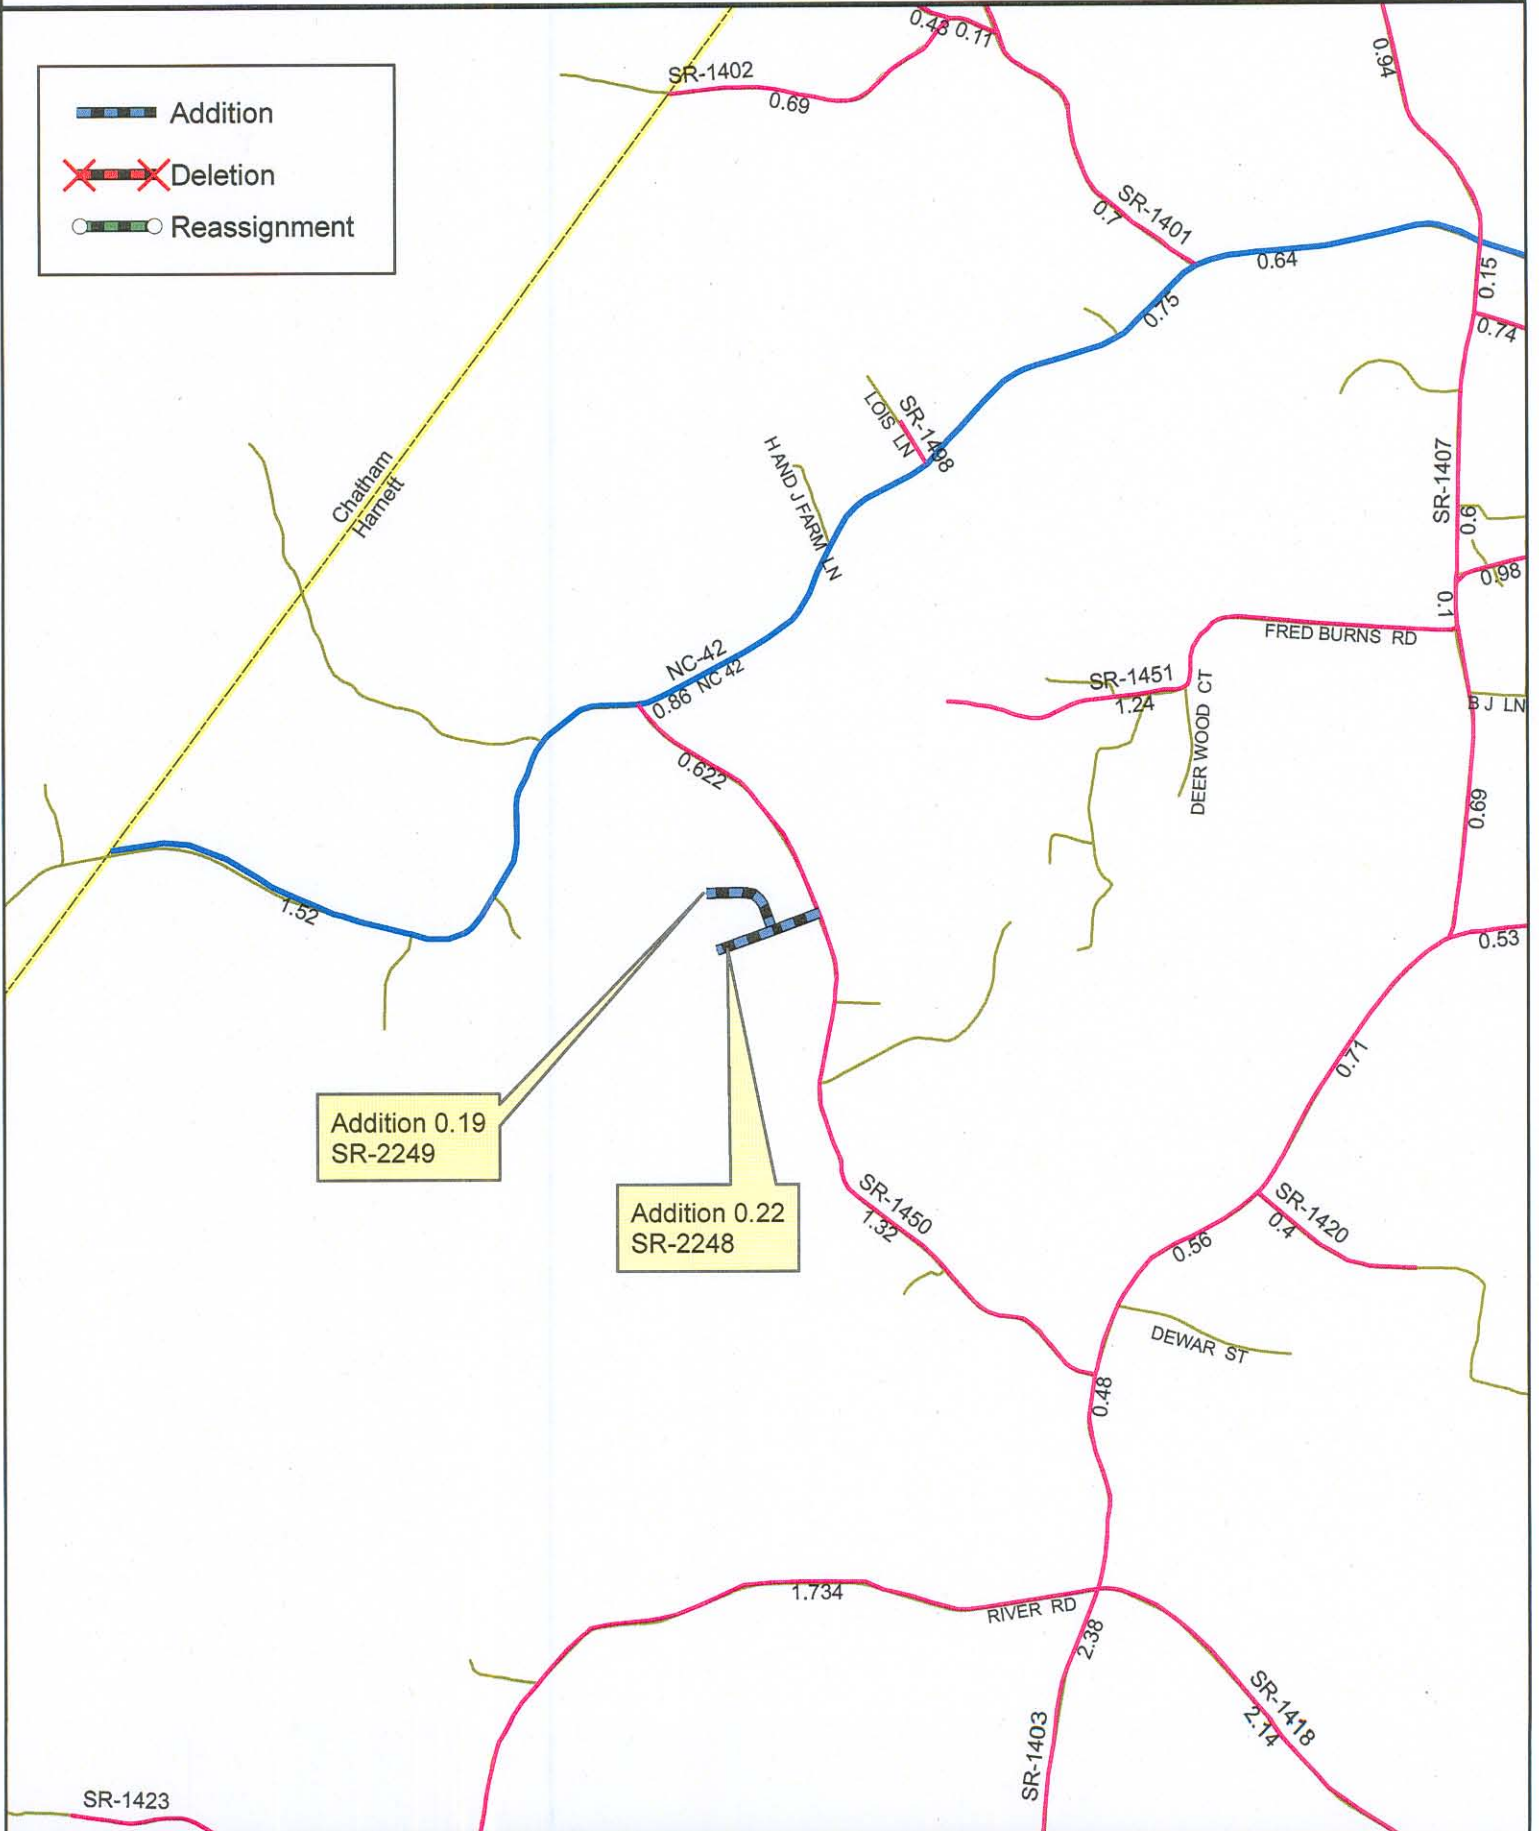 0.43 0.11
0.94
SR-1402
0.69
Addition
Deletion
Reassignment
SR-1401
0.7
0.64
0.15
0.75
0.74
LOIS LN
SR-1498
HAND J FARM LN
Chatham
Harnett
SR-1407
0.6
0.98
0.1
FRED BURNS RD
NC-42
0.86 NC 42
SR-1451
1.24
DEER WOOD CT
B J LN
0.622
0.69
1.52
0.53
0.71
Addition 0.19
SR-2249
Addition 0.22
SR-2248
SR-1450
1.32
SR-1420
0.4
0.56
DEWAR ST
0.48
1.734
RIVER RD
2.38
SR-1418
2.14
SR-1403
SR-1423